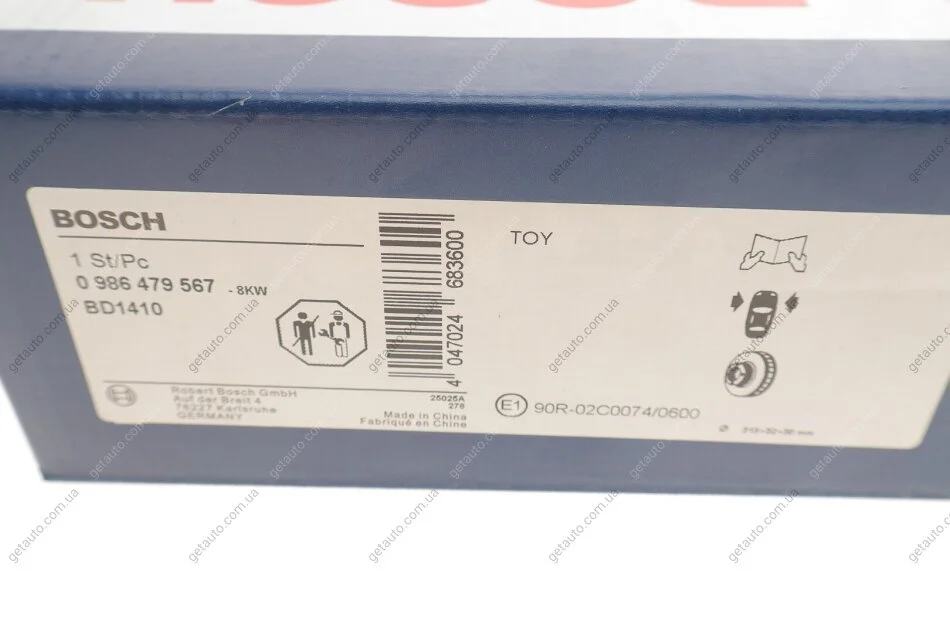 BOSCH
1 St/Pc
0 986 479 567 - 8KW
BD1410
4 047024 683600
TOY
Robert Bosch GmbH
Auf der Breit 4
76227 Karlsruhe
GERMANY
25025A
276
Made in China
Fabriqué en Chine
E1 90R-02C0074/0600
getauto.com.ua